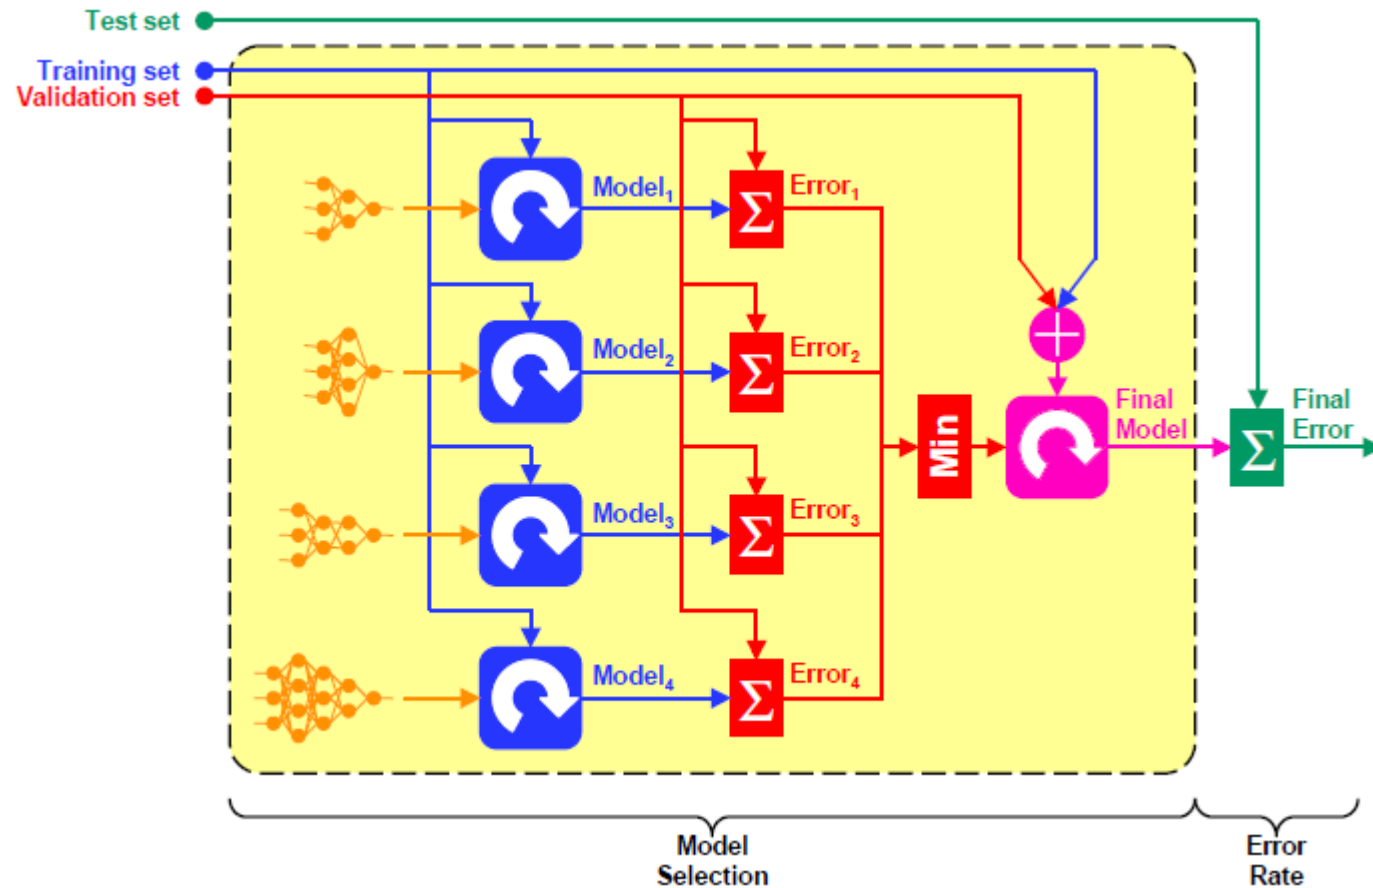 Test set
Training set
Validation set
Model₁
Σ
Error₁
Model₂
Σ
Error₂
Final
Model
Final
Error
Min
Σ
Model₃
Σ
Error₃
Model₄
Σ
Error₄
Model
Selection
Error
Rate